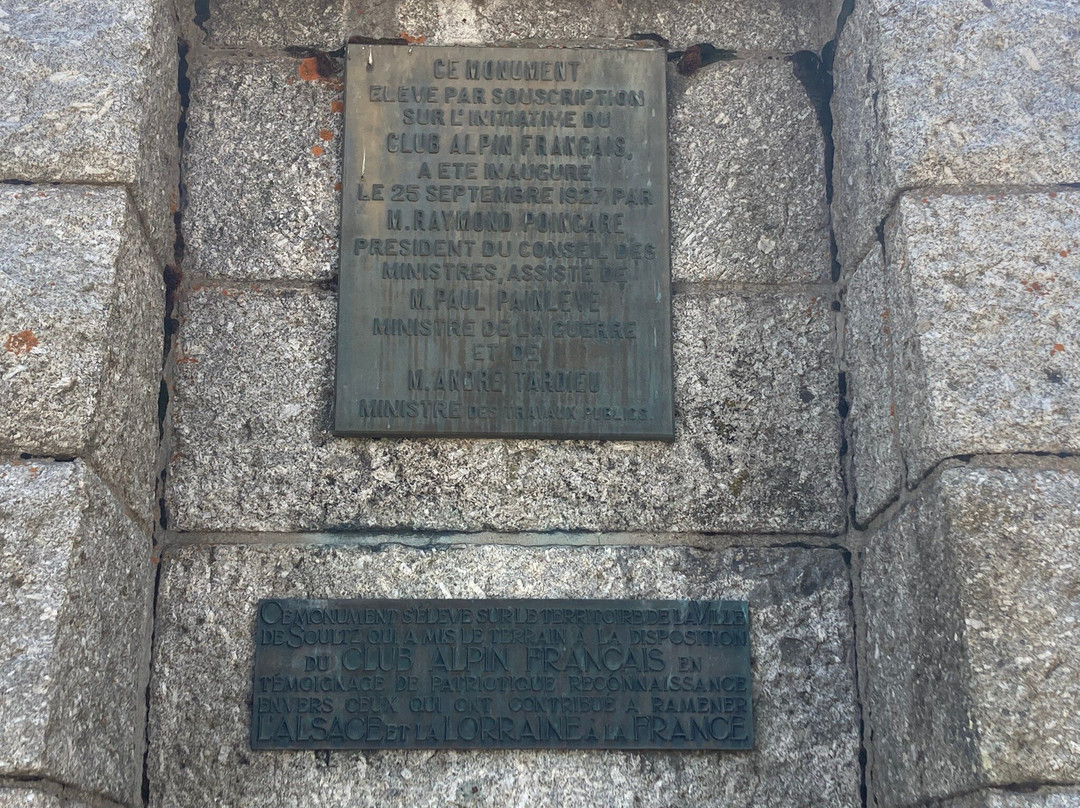 CE MONUMENT
ELEVE PAR SOUSCRIPTION
SUR L'INITIATIVE DU
CLUB ALPIN FRANÇAIS,
A ETE INAUGURE
LE 25 SEPTEMBRE 1927 PAR
M. RAYMOND POINCARE
PRESIDENT DU CONSEIL DES
MINISTRES, ASSISTE DE
M. PAUL PAINLEVE
MINISTRE DE LA GUERRE
ET DE
M. ANDRE TARDIEU
MINISTRE DES TRAVAUX PUBLICS.
CE MONUMENT S'ELEVE SUR LE TERRITOIRE DE LA VILLE
DE SOULTZ QUI A MIS LE TERRAIN À LA DISPOSITION
DU CLUB ALPIN FRANÇAIS EN
TÉMOIGNAGE DE PATRIOTIQUE RECONNAISSANCE
ENVERS CEUX QUI ONT CONTRIBUÉ A RAMENER
L'ALSACE ET LA LORRAINE À LA FRANCE